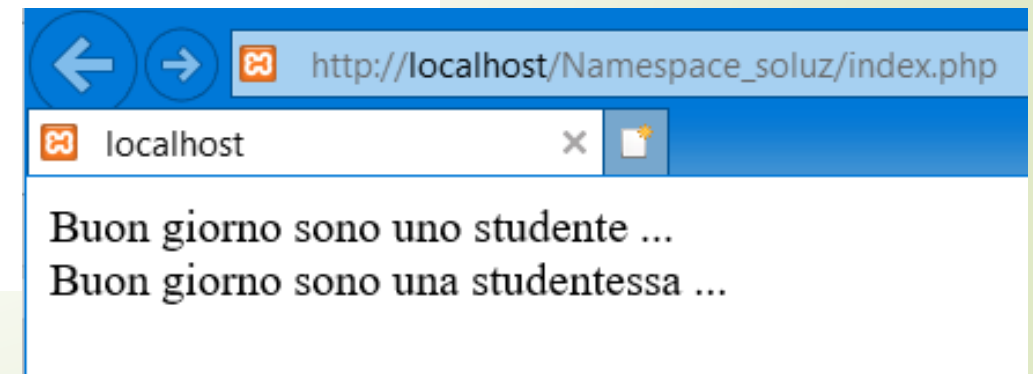 http://localhost/Namespace_soluz/index.php
localhost
Buon giorno sono uno studente ...
Buon giorno sono una studentessa ...